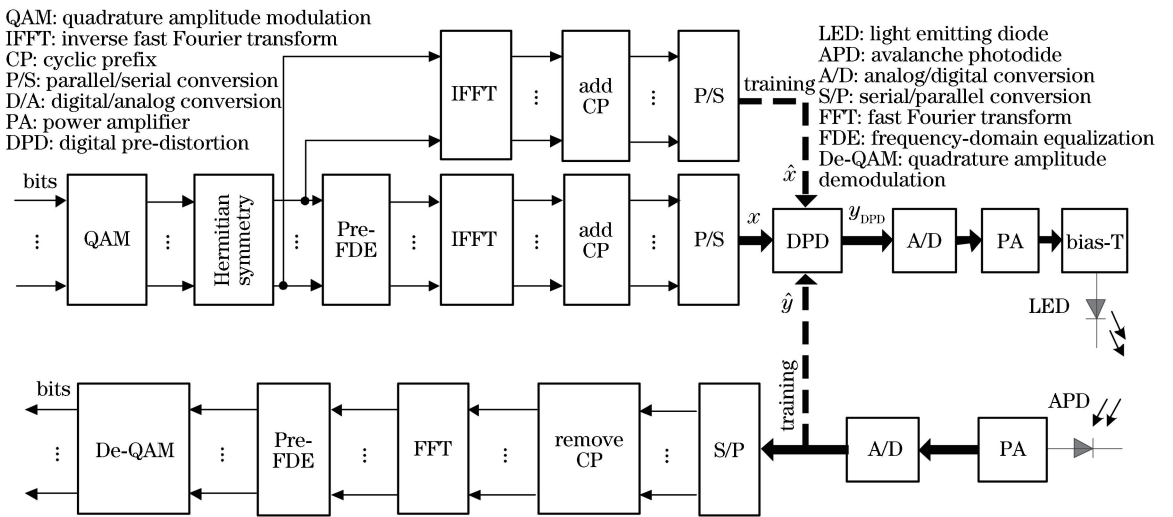 QAM: quadrature amplitude modulation
IFFT: inverse fast Fourier transform
CP: cyclic prefix
P/S: parallel/serial conversion
D/A: digital/analog conversion
PA: power amplifier
DPD: digital pre-distortion
LED: light emitting diode
APD: avalanche photodide
A/D: analog/digital conversion
S/P: serial/parallel conversion
FFT: fast Fourier transform
FDE: frequency-domain equalization
De-QAM: quadrature amplitude
demodulation
IFFT
add
CP
P/S
training
x̂
bits
QAM
Hermitian
symmetry
Pre-
FDE
IFFT
add
CP
P/S
x
DPD
y_DPD
A/D
PA
bias-T
LED
ŷ
training
bits
De-QAM
Pre-
FDE
FFT
remove
CP
S/P
A/D
PA
APD